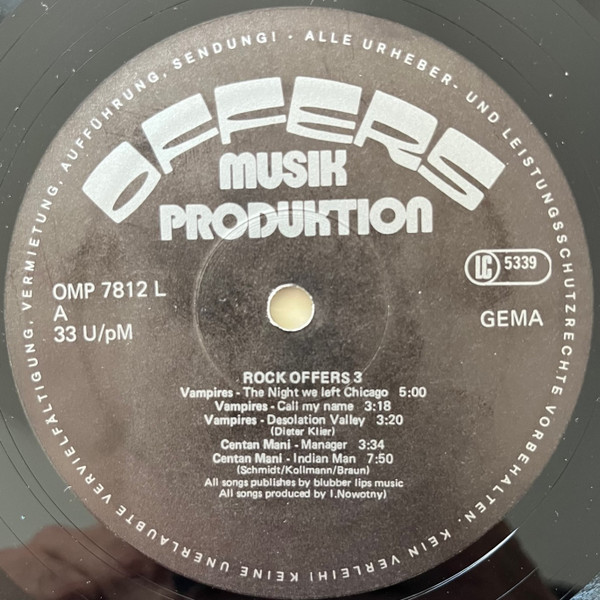 ALLE URHEBER- UND LEISTUNGSSCHUTZRECHTE VORBEHALTEN. KEIN VERLEIH! KEINE UNERLAUBTE VERVIELFÄLTIGUNG, VERMIETUNG, AUFFÜHRUNG, SENDUNG! ·
OFFERS
MUSIK
PRODUKTION
LC 5339
OMP 7812 L
A
33 U/pM
GEMA
ROCK OFFERS 3
Vampires - The Night we left Chicago 5:00
Vampires - Call my name 3:18
Vampires - Desolation Valley 3:20
(Dieter Klier)
Centan Mani - Manager 3:34
Centan Mani - Indian Man 7:50
(Schmidt/Kollmann/Braun)
All songs publishes by blubber lips music
All songs produced by I.Nowotny)